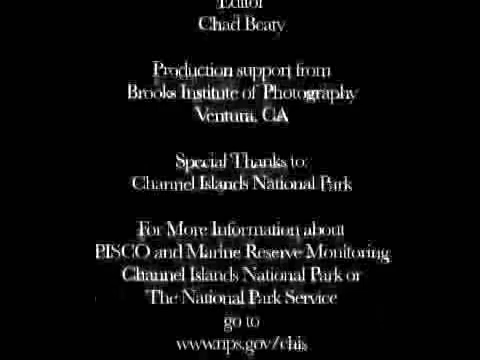 Editor
Chad Beary
Production support from
Brooks Institute of Photography
Ventura, CA
Special Thanks to:
Channel Islands National Park
For More Information about
PISCO and Marine Reserve Monitoring
Channel Islands National Park or
The National Park Service
go to
www.nps.gov/chis